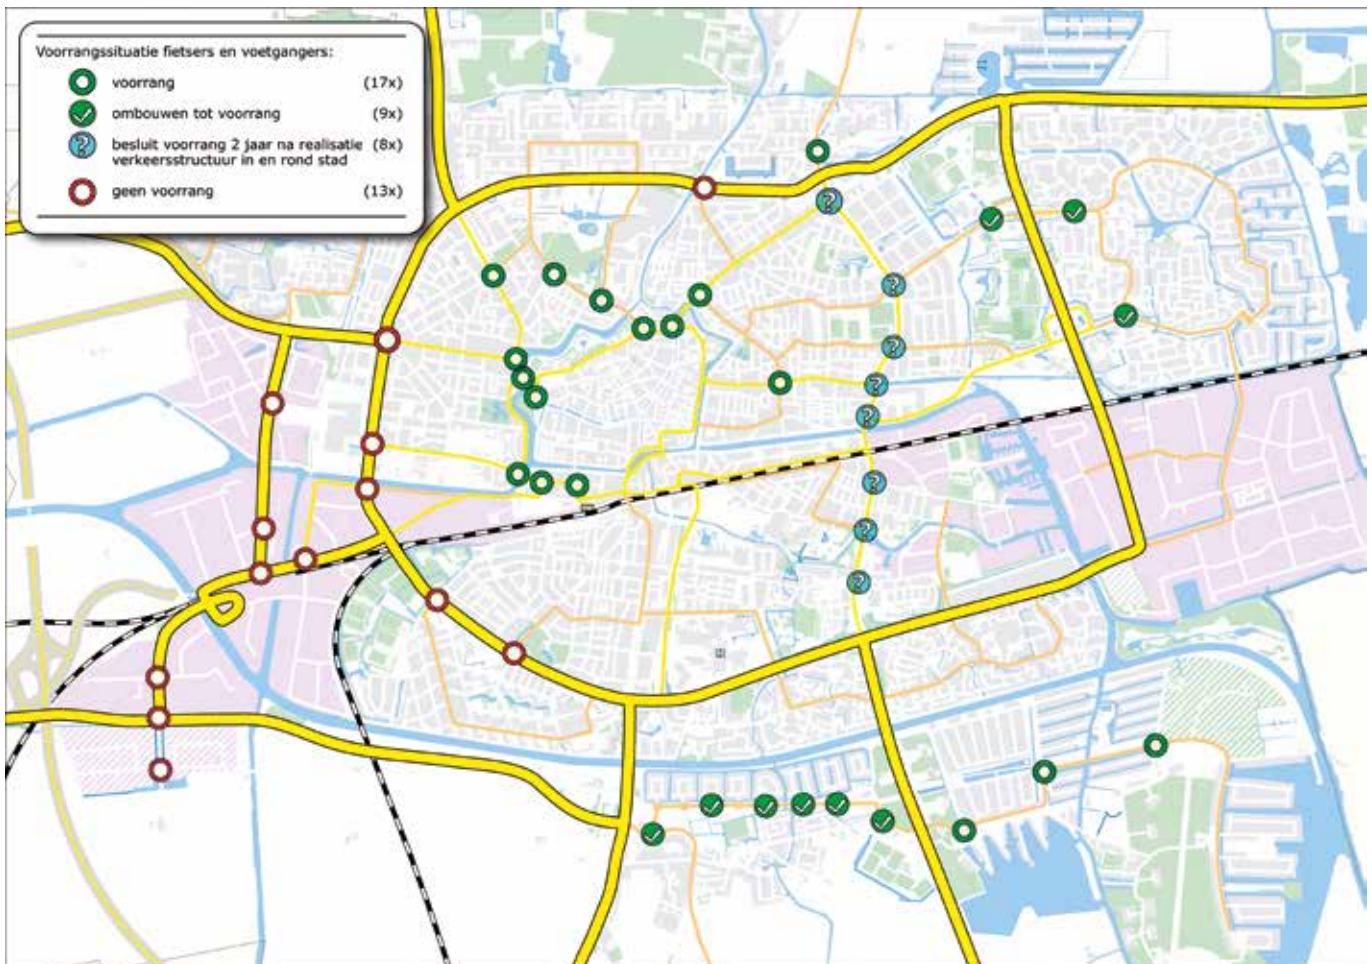 Voorrangssituatie fietsers en voetgangers:
voorrang (17x)
ombouwen tot voorrang (9x)
besluit voorrang 2 jaar na realisatie (8x)
verkeersstructuur in en rond stad
geen voorrang (13x)
?
?
?
?
?
?
?
?